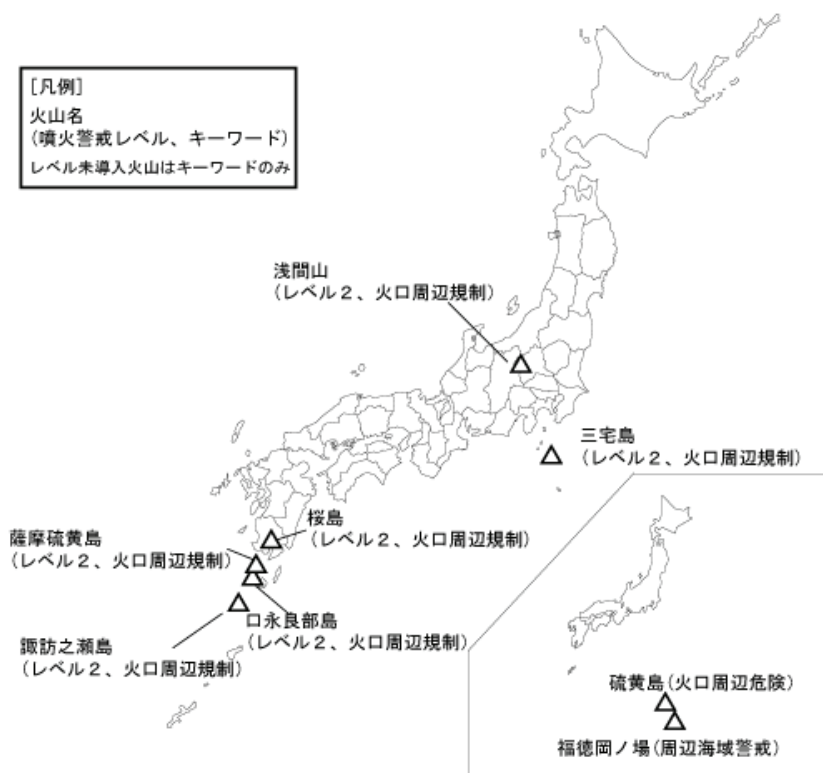 [凡例]
火山名
(噴火警戒レベル、キーワード)
レベル未導入火山はキーワードのみ
浅間山
(レベル２、火口周辺規制)
三宅島
(レベル２、火口周辺規制)
桜島
(レベル２、火口周辺規制)
薩摩硫黄島
(レベル２、火口周辺規制)
口永良部島
(レベル２、火口周辺規制)
諏訪之瀬島
(レベル２、火口周辺規制)
硫黄島(火口周辺危険)
福徳岡ノ場(周辺海域警戒)